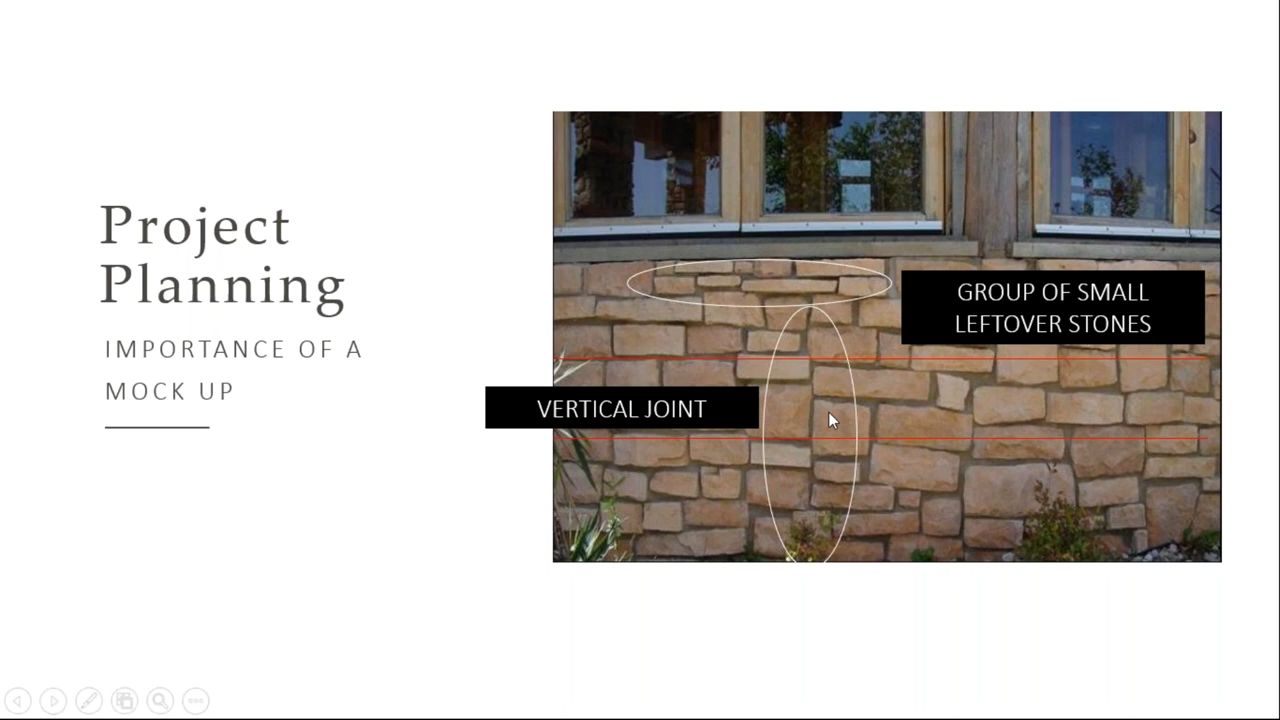 Project
Planning
IMPORTANCE OF A
MOCK UP
GROUP OF SMALL
LEFTOVER STONES
VERTICAL JOINT